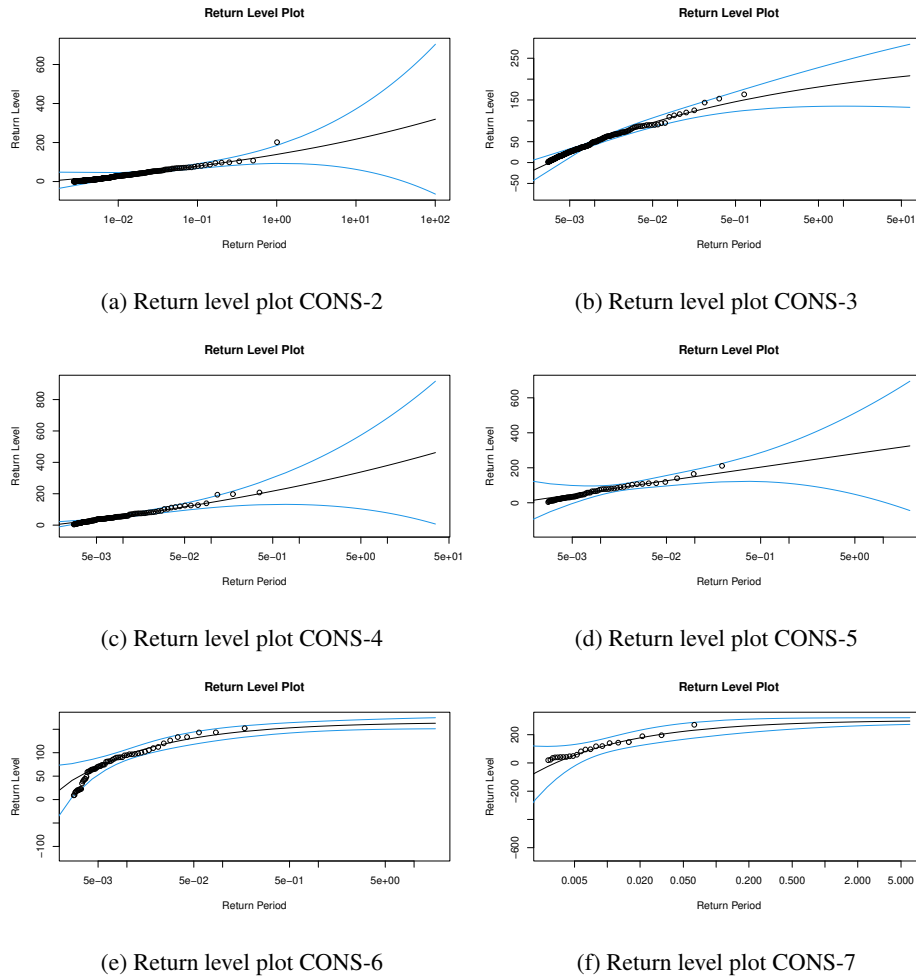 Return Level Plot
Return Level
600
400
200
0
1e−02 1e−01 1e+00 1e+01 1e+02
Return Period
(a) Return level plot CONS-2
Return Level Plot
Return Level
250
150
50
0
−50
5e−03 5e−02 5e−01 5e+00 5e+01
Return Period
(b) Return level plot CONS-3
Return Level Plot
Return Level
800
600
400
200
0
5e−03 5e−02 5e−01 5e+00 5e+01
Return Period
(c) Return level plot CONS-4
Return Level Plot
Return Level
600
400
200
0
5e−03 5e−02 5e−01 5e+00
Return Period
(d) Return level plot CONS-5
Return Level Plot
Return Level
100
50
0
−100
5e−03 5e−02 5e−01 5e+00
Return Period
(e) Return level plot CONS-6
Return Level Plot
Return Level
200
0
−200
−600
0.005 0.020 0.050 0.200 0.500 2.000 5.000
Return Period
(f) Return level plot CONS-7